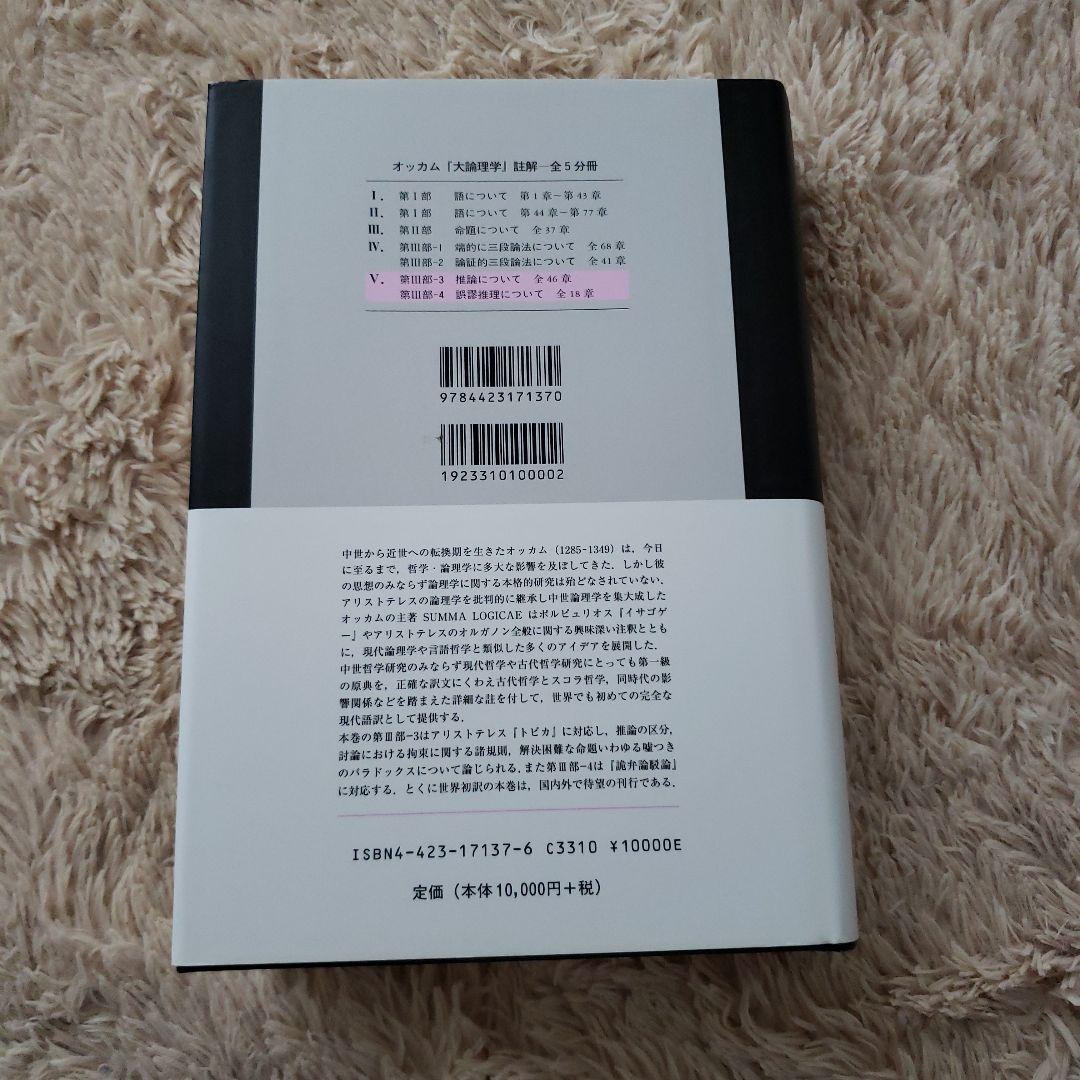 オッカム『大論理学』註解―全5分冊
Ⅰ. 第Ⅰ部 語について 第1章～第43章
Ⅱ. 第Ⅰ部 語について 第44章～第77章
Ⅲ. 第Ⅱ部 命題について 全37章
Ⅳ. 第Ⅲ部-1 端的に三段論法について 全68章
第Ⅲ部-2 論証的三段論法について 全41章
Ⅴ. 第Ⅲ部-3 推論について 全46章
第Ⅲ部-4 誤謬推理について 全18章
9784423171370
1923310100002
中世から近世への転換期を生きたオッカム（1285-1349）は，今日
に至るまで，哲学・論理学に多大な影響を及ぼしてきた．しかし彼
の思想のみならず論理学に関する本格的研究は殆どなされていない．
アリストテレスの論理学を批判的に継承し中世論理学を集大成した
オッカムの主著 SUMMA LOGICAE はポルピュリオス『イサゴゲ
ー』やアリストテレスのオルガノン全般に関する興味深い注釈ととも
に，現代論理学や言語哲学と類似した多くのアイデアを展開した．
中世哲学研究のみならず現代哲学や古代哲学研究にとっても第一級
の原典を，正確な訳文にくわえ古代哲学とスコラ哲学，同時代の影
響関係などを踏まえた詳細な註を付して，世界でも初めての完全な
現代語訳として提供する．
本巻の第Ⅲ部-3はアリストテレス『トピカ』に対応し，推論の区分，
討論における拘束に関する諸規則，解決困難な命題いわゆる嘘つき
のパラドックスについて論じられる．また第Ⅲ部-4は『詭弁論駁論』
に対応する．とくに世界初訳の本巻は，国内外で待望の刊行である．
ISBN4-423-17137-6 C3310 ¥10000E
定価（本体10,000円＋税）